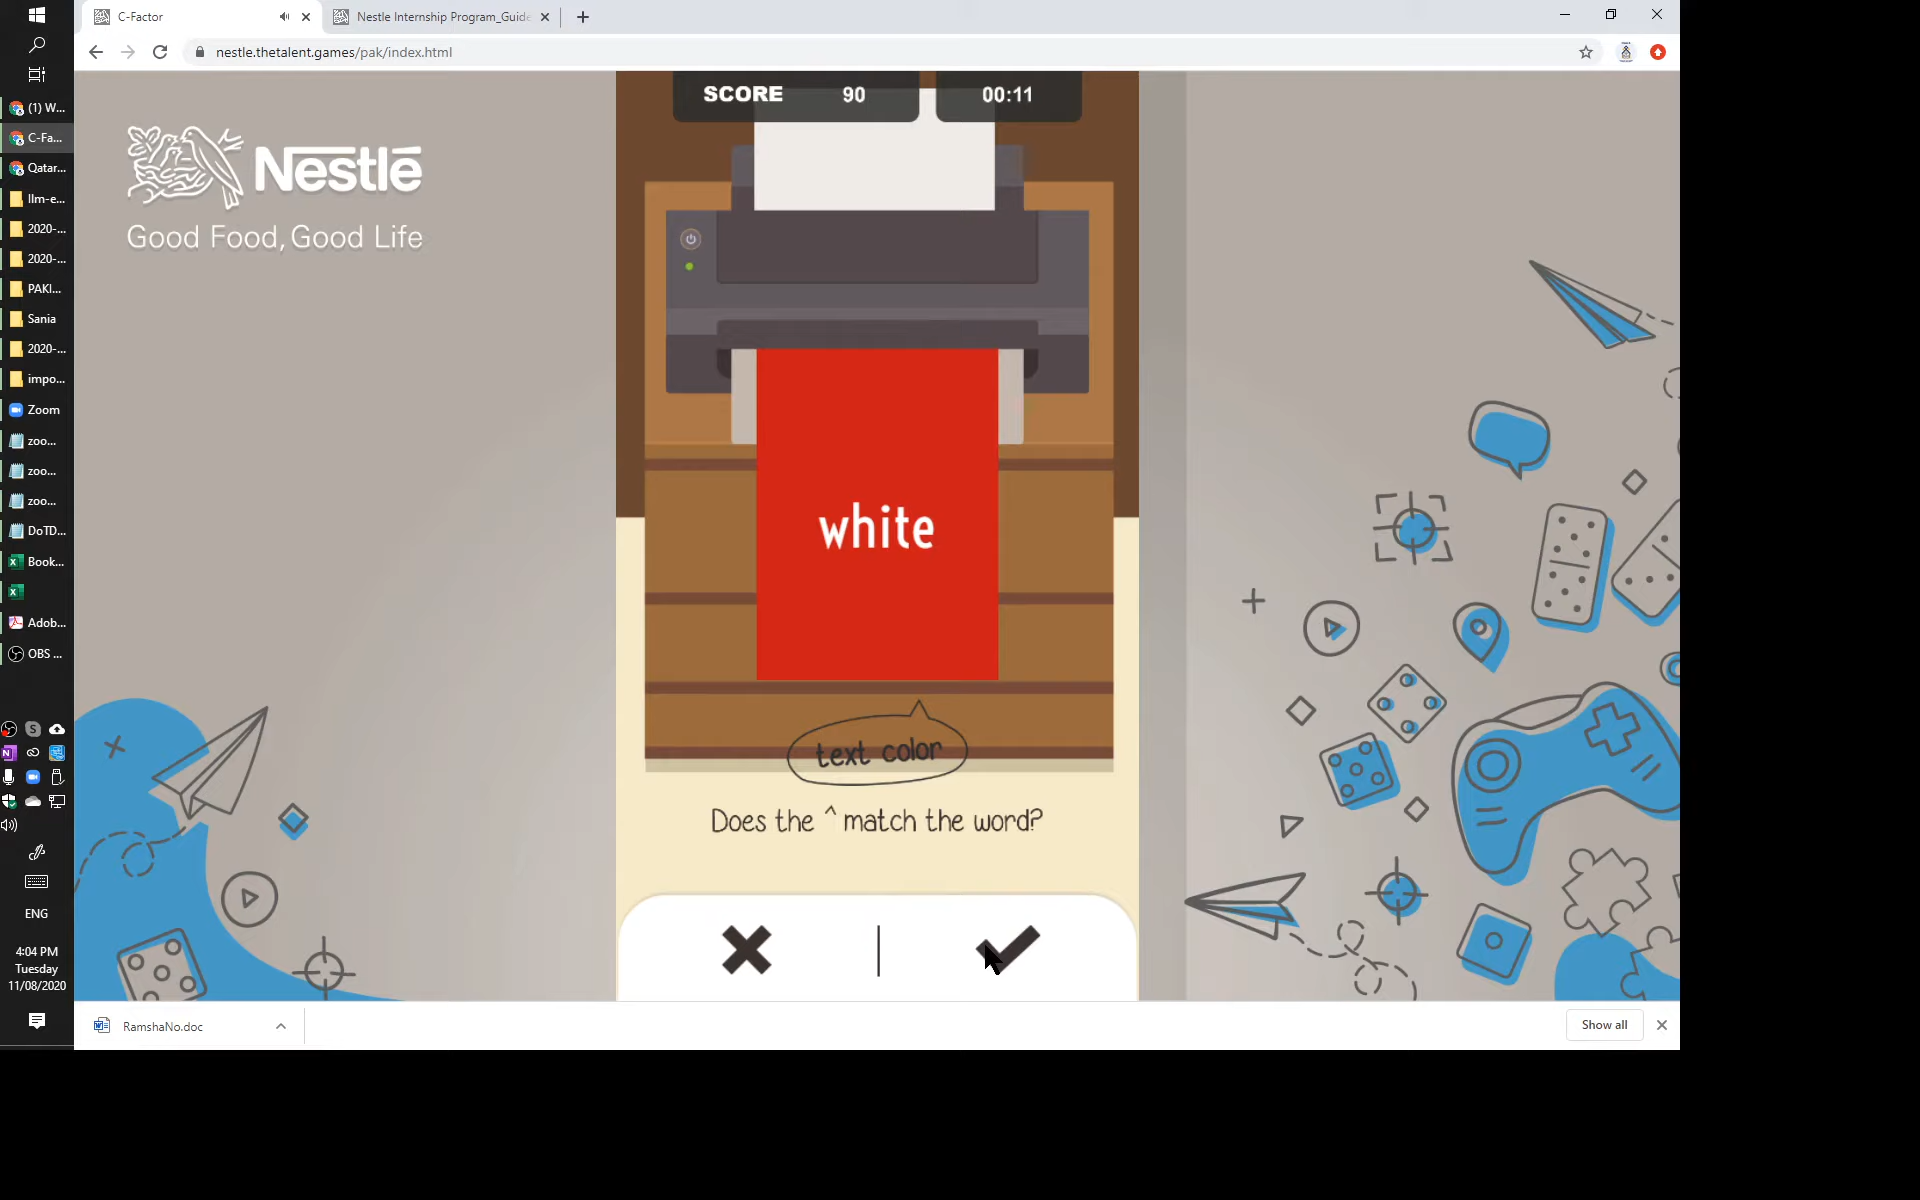 C-Factor
Nestle Internship Program_Guide
nestle.thetalent.games/pak/index.html
(1) W...
C-Fa...
Qatar...
llm-e...
2020-...
2020-...
PAKI...
Sania
2020-...
impo...
Zoom
zoo...
zoo...
zoo...
DoTD...
Book...
Adob...
OBS ...
ENG
4:04 PM
Tuesday
11/08/2020
Nestlé
Good Food, Good Life
SCORE 90 00:11
white
text color
Does the ^ match the word?
RamshaNo.doc
Show all